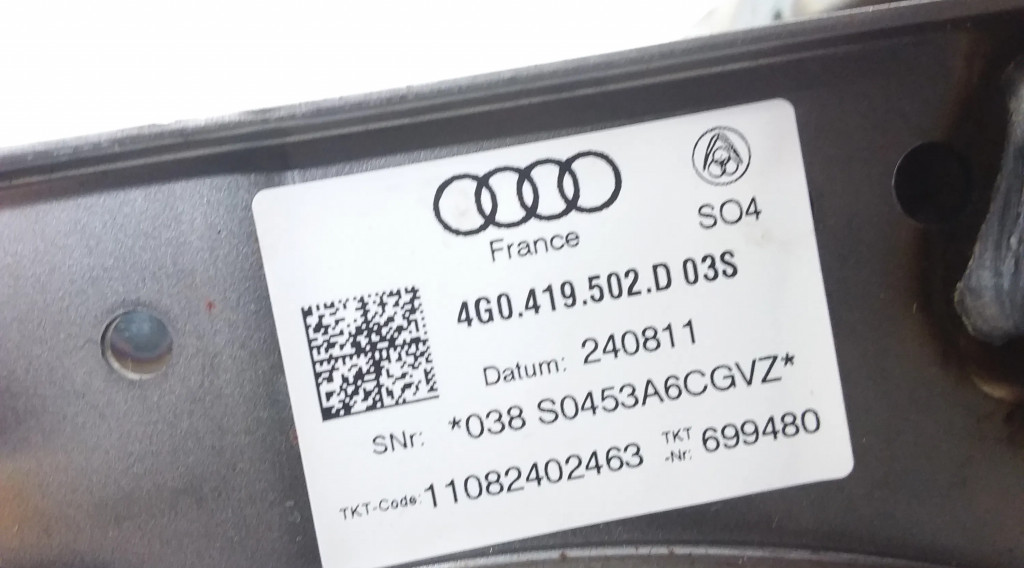 France
SO4
4G0.419.502.D 03S
Datum: 240811
SNr: *038 S0453A6CGVZ*
TKT-Code: 11082402463 TKT -Nr: 699480